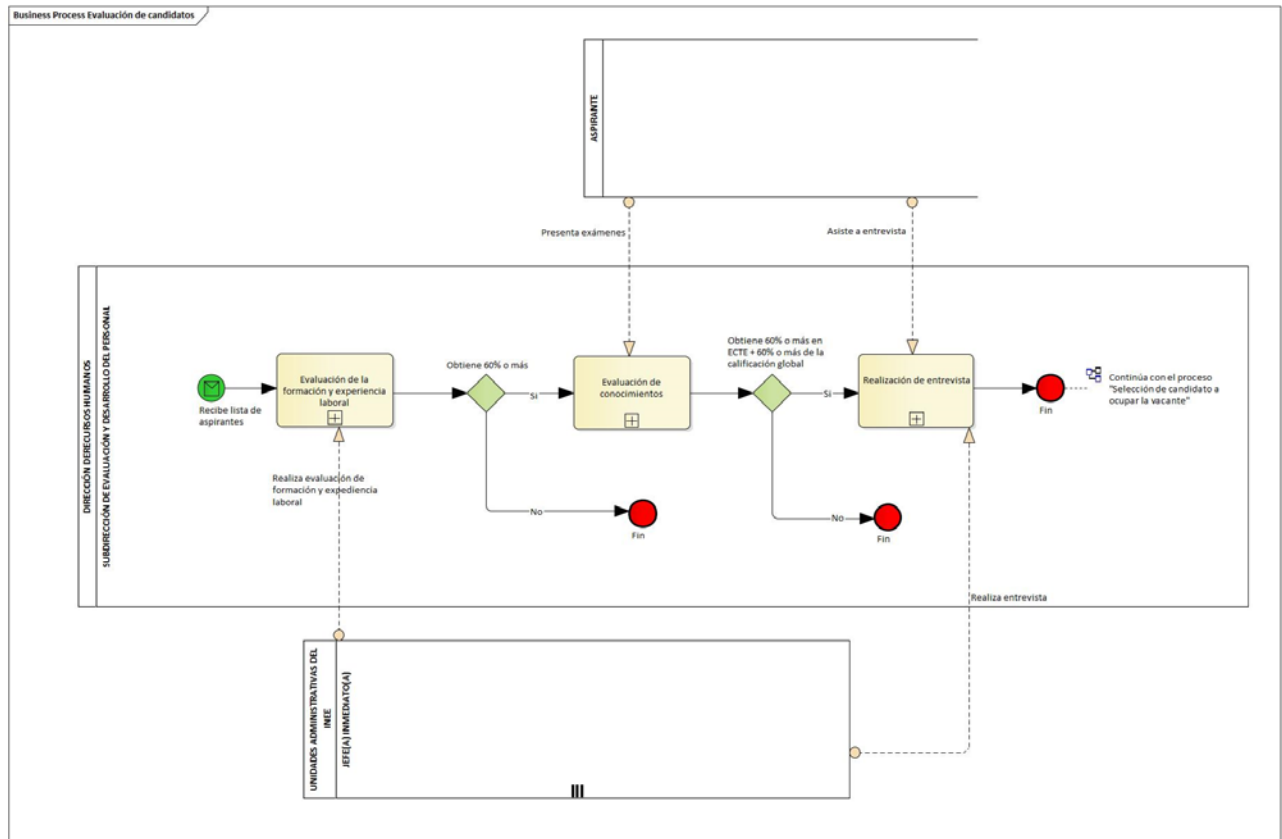 Business Process Evaluación de candidatos
ASPIRANTE
Presenta exámenes
Asiste a entrevista
DIRECCIÓN DERECURSOS HUMANOS
SUBDIRECCIÓN DE EVALUACIÓN Y DESARROLLO DEL PERSONAL
Recibe lista de
aspirantes
Evaluación de la
formación y experiencia
laboral
Obtiene 60% o más
Si
No
Fin
Evaluación de
conocimientos
Obtiene 60% o más en
ECTE + 60% o más de la
calificación global
Si
No
Fin
Realización de entrevista
Fin
Continúa con el proceso
"Selección de candidato a
ocupar la vacante"
Realiza evaluación de
formación y expediencia
laboral
Realiza entrevista
UNIDADES ADMINISTRATIVAS DEL
INEE
JEFE(A) INMEDIATO(A)